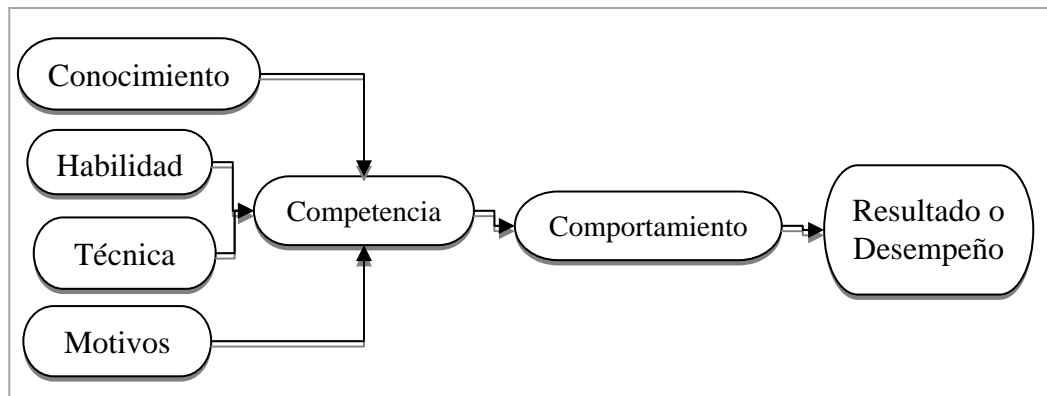 Conocimiento
Habilidad
Técnica
Motivos
Competencia
Comportamiento
Resultado o
Desempeño